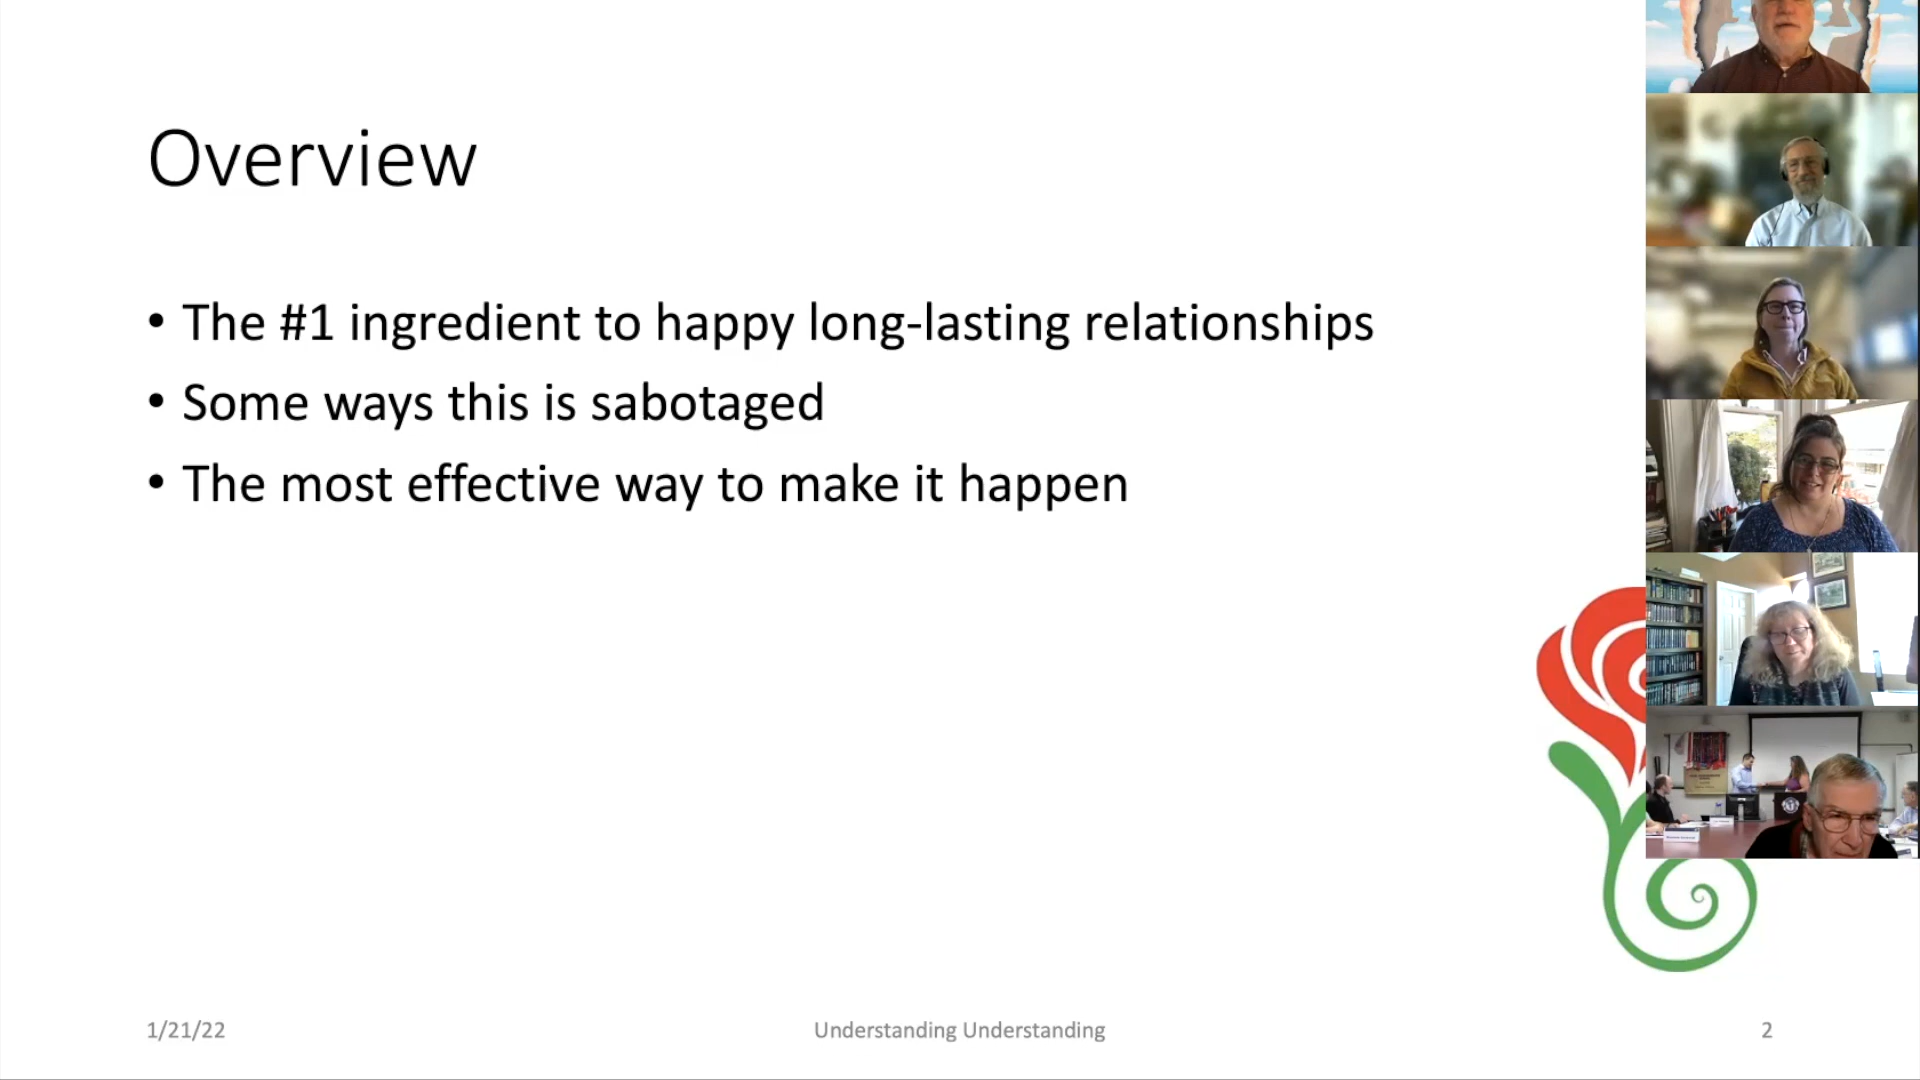 Overview
• The #1 ingredient to happy long-lasting relationships
• Some ways this is sabotaged
• The most effective way to make it happen
1/21/22
Understanding Understanding
2